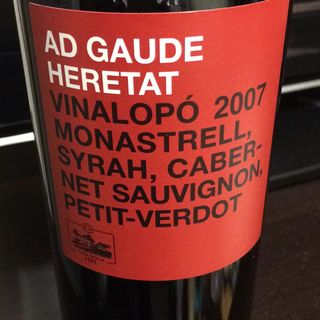 AD GAUDE
HERETAT
VINALOPÓ 2007
MONASTRELL,
SYRAH, CABER-
NET SAUVIGNON,
PETIT-VERDOT